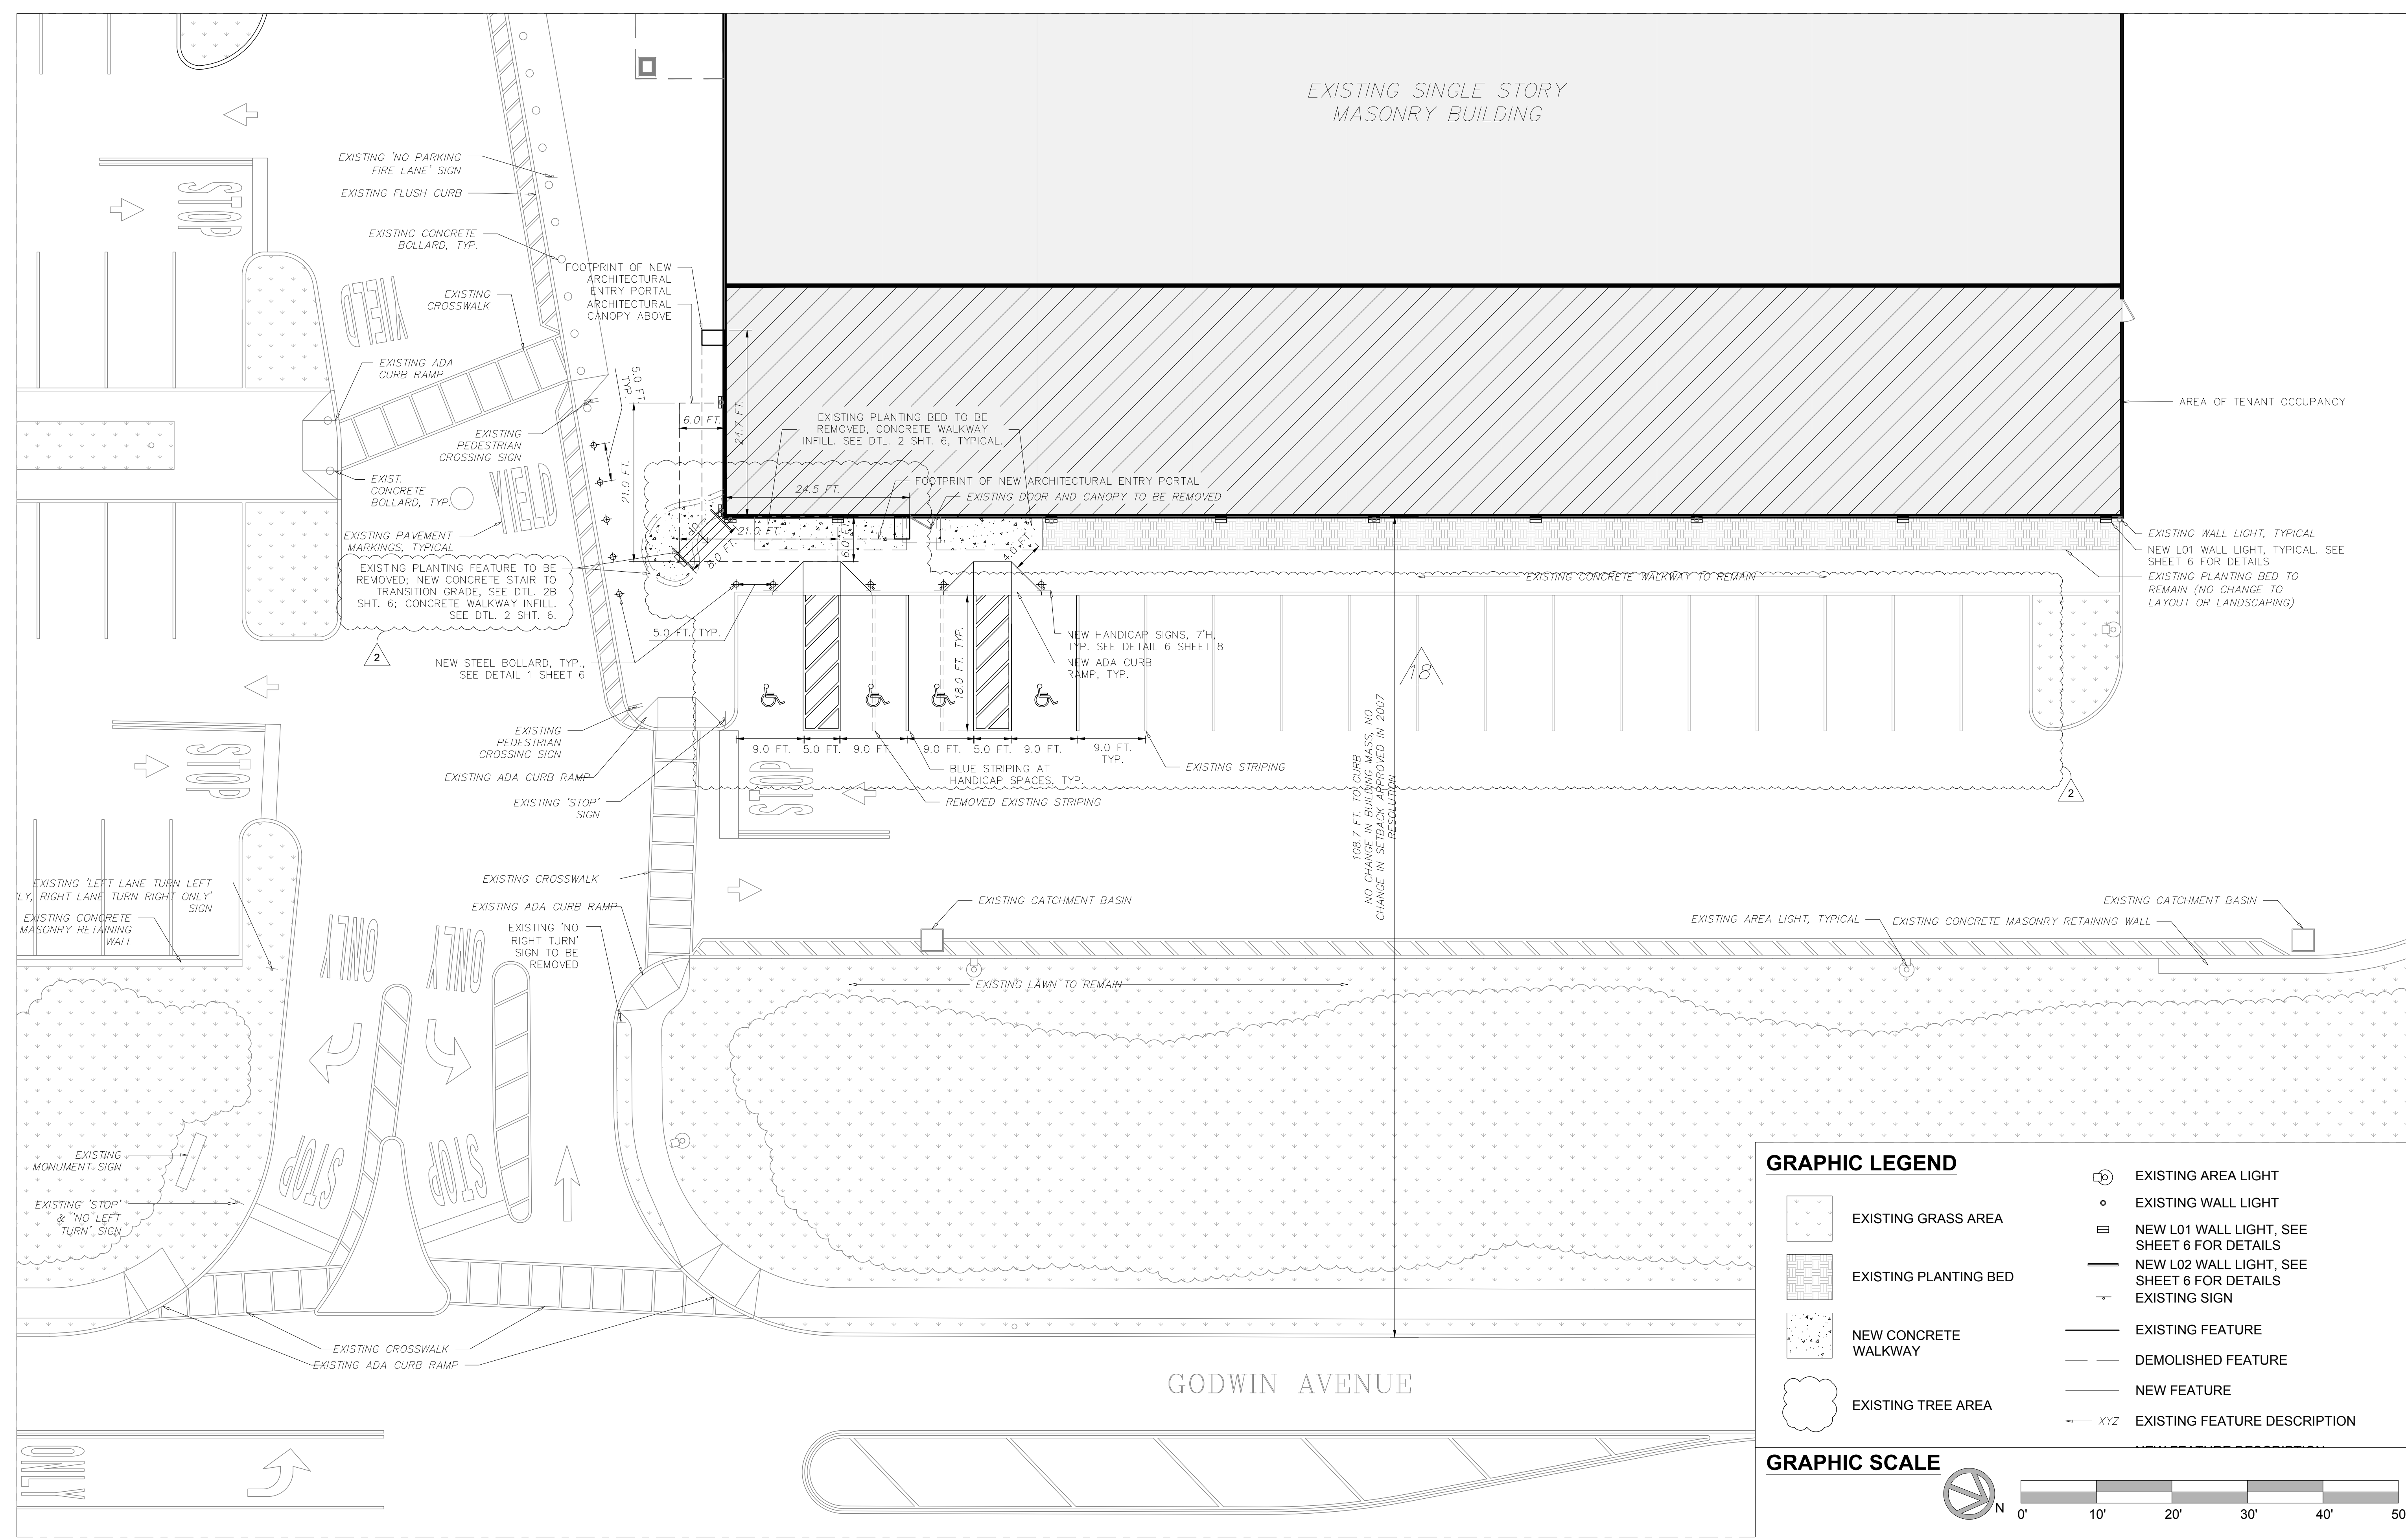 EXISTING SINGLE STORY
MASONRY BUILDING
EXISTING 'NO PARKING
FIRE LANE' SIGN
EXISTING FLUSH CURB
STOP
EXISTING CONCRETE
BOLLARD, TYP.
FOOTPRINT OF NEW
ARCHITECTURAL
ENTRY PORTAL
ARCHITECTURAL
CANOPY ABOVE
EXISTING
CROSSWALK
YIELD
EXISTING ADA
CURB RAMP
5.0 FT.
TYP.
6.0 FT.
24.7 FT.
21.0 FT.
EXISTING PLANTING BED TO BE
REMOVED, CONCRETE WALKWAY
INFILL. SEE DTL. 2 SHT. 6, TYPICAL.
AREA OF TENANT OCCUPANCY
EXISTING
PEDESTRIAN
CROSSING SIGN
EXIST.
CONCRETE
BOLLARD, TYP.
YIELD
FOOTPRINT OF NEW ARCHITECTURAL ENTRY PORTAL
24.5 FT.
EXISTING DOOR AND CANOPY TO BE REMOVED
EXISTING PAVEMENT
MARKINGS, TYPICAL
UP
21.0 FT.
8.0 FT.
6.0 FT.
4.0 FT.
EXISTING WALL LIGHT, TYPICAL
NEW L01 WALL LIGHT, TYPICAL. SEE
SHEET 6 FOR DETAILS
EXISTING PLANTING BED TO
REMAIN (NO CHANGE TO
LAYOUT OR LANDSCAPING)
EXISTING PLANTING FEATURE TO BE
REMOVED; NEW CONCRETE STAIR TO
TRANSITION GRADE, SEE DTL. 2B
SHT. 6; CONCRETE WALKWAY INFILL.
SEE DTL. 2 SHT. 6.
2
EXISTING CONCRETE WALKWAY TO REMAIN
5.0 FT. TYP.
NEW STEEL BOLLARD, TYP.,
SEE DETAIL 1 SHEET 6
18.0 FT. TYP.
NEW HANDICAP SIGNS, 7'H,
TYP. SEE DETAIL 6 SHEET 8
NEW ADA CURB
RAMP, TYP.
18
EXISTING
PEDESTRIAN
CROSSING SIGN
9.0 FT.
5.0 FT.
9.0 FT.
9.0 FT.
5.0 FT.
9.0 FT.
9.0 FT.
TYP.
STOP
STOP
EXISTING ADA CURB RAMP
BLUE STRIPING AT
HANDICAP SPACES, TYP.
EXISTING STRIPING
EXISTING 'STOP'
SIGN
REMOVED EXISTING STRIPING
2
108.7 FT. TO CURB
NO CHANGE IN BUILDING MASS, NO
CHANGE IN SETBACK APPROVED IN 2007
RESOLUTION
EXISTING 'LEFT LANE TURN LEFT
LY, RIGHT LANE TURN RIGHT ONLY'
SIGN
EXISTING CONCRETE
MASONRY RETAINING
WALL
ONLY
ONLY
EXISTING CROSSWALK
EXISTING ADA CURB RAMP
EXISTING 'NO
RIGHT TURN'
SIGN TO BE
REMOVED
EXISTING CATCHMENT BASIN
EXISTING CATCHMENT BASIN
EXISTING AREA LIGHT, TYPICAL
EXISTING CONCRETE MASONRY RETAINING WALL
EXISTING LAWN TO REMAIN
EXISTING
MONUMENT SIGN
STOP
STOP
EXISTING 'STOP'
& 'NO LEFT
TURN' SIGN
EXISTING CROSSWALK
EXISTING ADA CURB RAMP
GODWIN AVENUE
ONLY
GRAPHIC LEGEND
EXISTING GRASS AREA
EXISTING PLANTING BED
NEW CONCRETE
WALKWAY
EXISTING TREE AREA
EXISTING AREA LIGHT
EXISTING WALL LIGHT
NEW L01 WALL LIGHT, SEE
SHEET 6 FOR DETAILS
NEW L02 WALL LIGHT, SEE
SHEET 6 FOR DETAILS
EXISTING SIGN
EXISTING FEATURE
DEMOLISHED FEATURE
NEW FEATURE
XYZ EXISTING FEATURE DESCRIPTION
GRAPHIC SCALE
N
0' 10' 20' 30' 40' 50